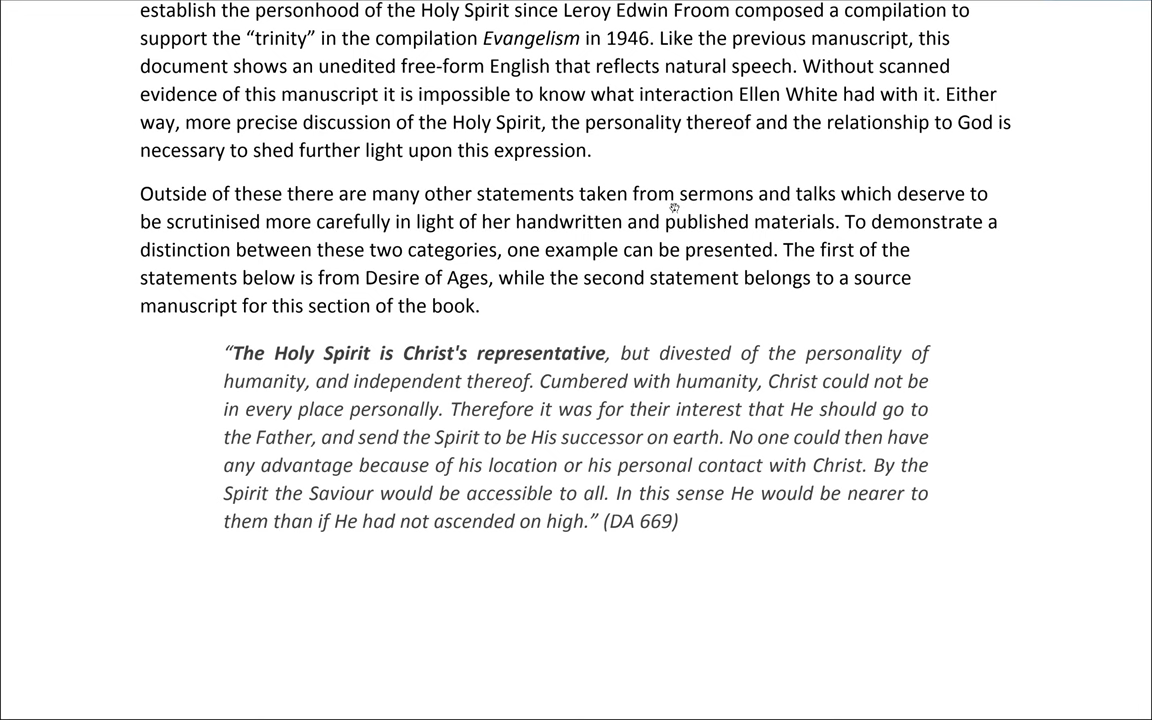 establish the personhood of the Holy Spirit since Leroy Edwin Froom composed a compilation to
support the “trinity” in the compilation Evangelism in 1946. Like the previous manuscript, this
document shows an unedited free-form English that reflects natural speech. Without scanned
evidence of this manuscript it is impossible to know what interaction Ellen White had with it. Either
way, more precise discussion of the Holy Spirit, the personality thereof and the relationship to God is
necessary to shed further light upon this expression.
Outside of these there are many other statements taken from sermons and talks which deserve to
be scrutinised more carefully in light of her handwritten and published materials. To demonstrate a
distinction between these two categories, one example can be presented. The first of the
statements below is from Desire of Ages, while the second statement belongs to a source
manuscript for this section of the book.
“The Holy Spirit is Christ's representative, but divested of the personality of
humanity, and independent thereof. Cumbered with humanity, Christ could not be
in every place personally. Therefore it was for their interest that He should go to
the Father, and send the Spirit to be His successor on earth. No one could then have
any advantage because of his location or his personal contact with Christ. By the
Spirit the Saviour would be accessible to all. In this sense He would be nearer to
them than if He had not ascended on high.” (DA 669)